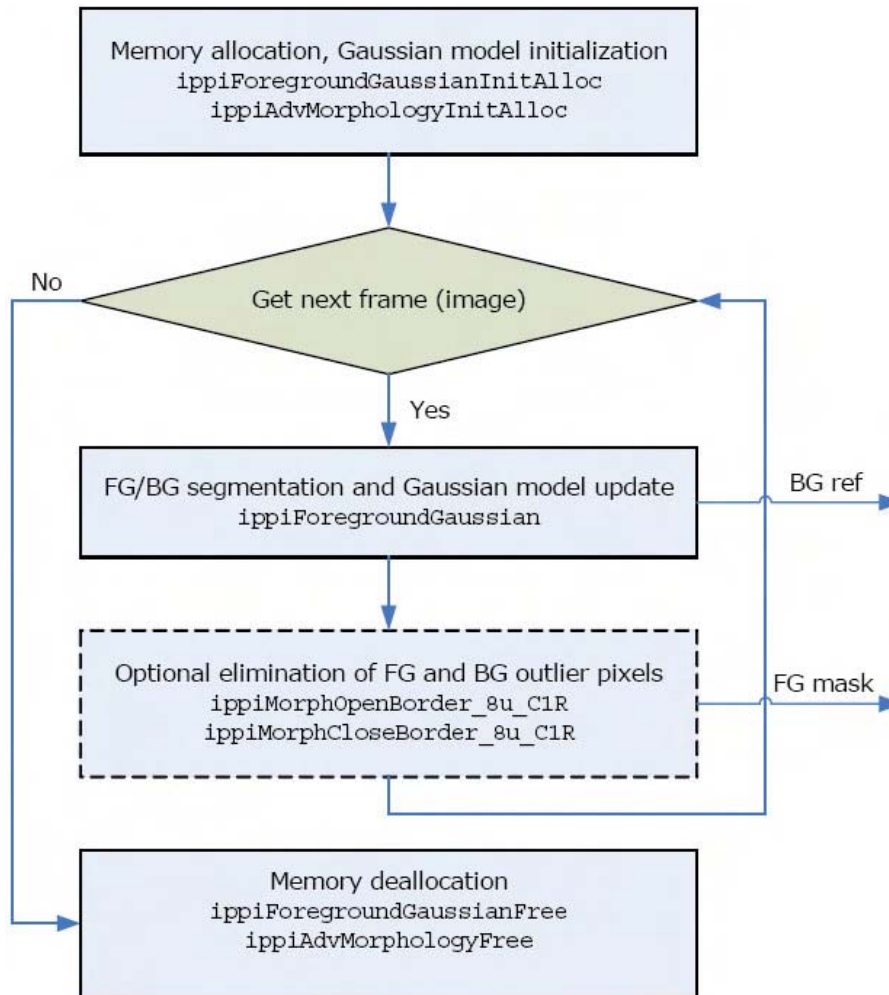 Memory allocation, Gaussian model initialization
ippiForegroundGaussianInitAlloc
ippiAdvMorphologyInitAlloc
No
Get next frame (image)
Yes
FG/BG segmentation and Gaussian model update
ippiForegroundGaussian
BG ref
Optional elimination of FG and BG outlier pixels
ippiMorphOpenBorder_8u_C1R
ippiMorphCloseBorder_8u_C1R
FG mask
Memory deallocation
ippiForegroundGaussianFree
ippiAdvMorphologyFree